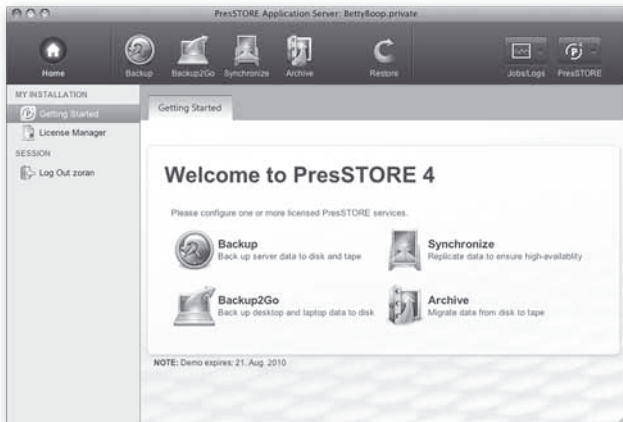 PresSTORE Application Server: BettyBoop.private
Home
Backup
Backup2Go
Synchronize
Archive
Restore
Jobs/Logs
PresSTORE
MY INSTALLATION
Getting Started
License Manager
SESSION
Log Out zoran
Getting Started
Welcome to PresSTORE 4
Please configure one or more licensed PresSTORE services.
Backup
Back up server data to disk and tape
Synchronize
Replicate data to ensure high-availablity
Backup2Go
Back up desktop and laptop data to disk
Archive
Migrate data from disk to tape
NOTE: Demo expires: 21. Aug. 2010